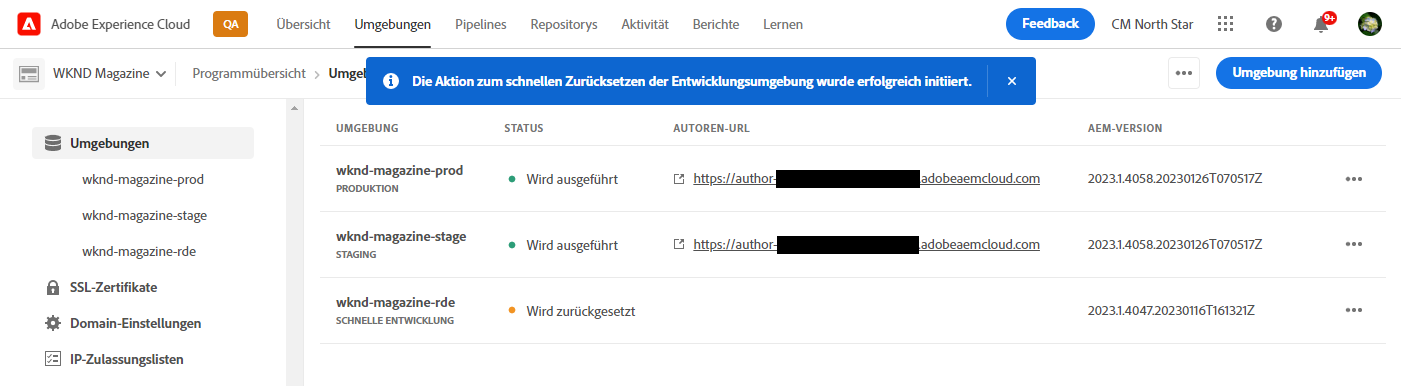 Adobe Experience Cloud QA Übersicht Umgebungen Pipelines Repositorys Aktivität Berichte Lernen Feedback CM North Star 9+
WKND Magazine Programmübersicht › Umgeb
Die Aktion zum schnellen Zurücksetzen der Entwicklungsumgebung wurde erfolgreich initiiert.
Umgebung hinzufügen
Umgebungen
wknd-magazine-prod
wknd-magazine-stage
wknd-magazine-rde
SSL-Zertifikate
Domain-Einstellungen
IP-Zulassungslisten
UMGEBUNG STATUS AUTOREN-URL AEM-VERSION
wknd-magazine-prod
PRODUKTION
Wird ausgeführt https://author- .adobeaemcloud.com 2023.1.4058.20230126T070517Z
wknd-magazine-stage
STAGING
Wird ausgeführt https://author- .adobeaemcloud.com 2023.1.4058.20230126T070517Z
wknd-magazine-rde
SCHNELLE ENTWICKLUNG
Wird zurückgesetzt 2023.1.4047.20230116T161321Z